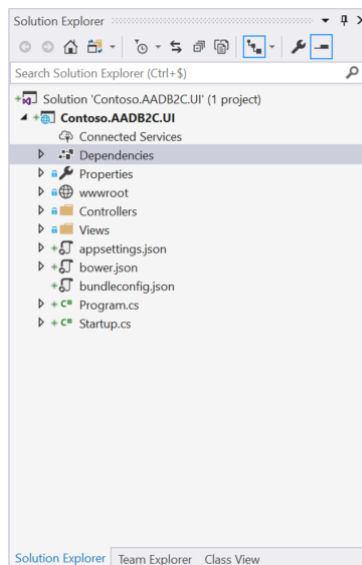 Solution Explorer
Search Solution Explorer (Ctrl+$)
Solution 'Contoso.AADB2C.UI' (1 project)
Contoso.AADB2C.UI
Connected Services
Dependencies
Properties
wwwroot
Controllers
Views
appsettings.json
bower.json
bundleconfig.json
C# Program.cs
C# Startup.cs
Solution Explorer Team Explorer Class View